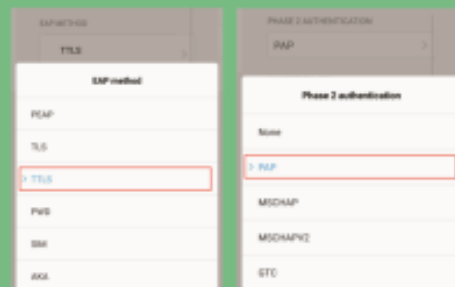 EAP METHOD
TTLS
EAP method
PEAP
TLS
TTLS
PWD
SIM
AKA
PHASE 2 AUTHENTICATION
PAP
Phase 2 authentication
None
PAP
MSCHAP
MSCHAPV2
GTC